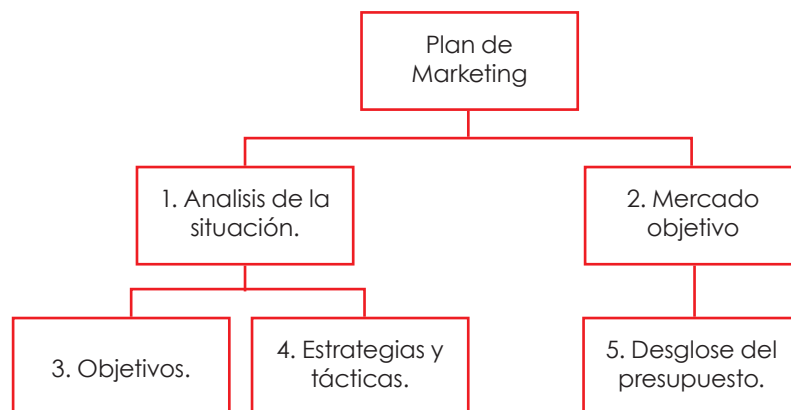 Plan de
Marketing
1. Analisis de la
situación.
2. Mercado
objetivo
3. Objetivos.
4. Estrategias y
tácticas.
5. Desglose del
presupuesto.